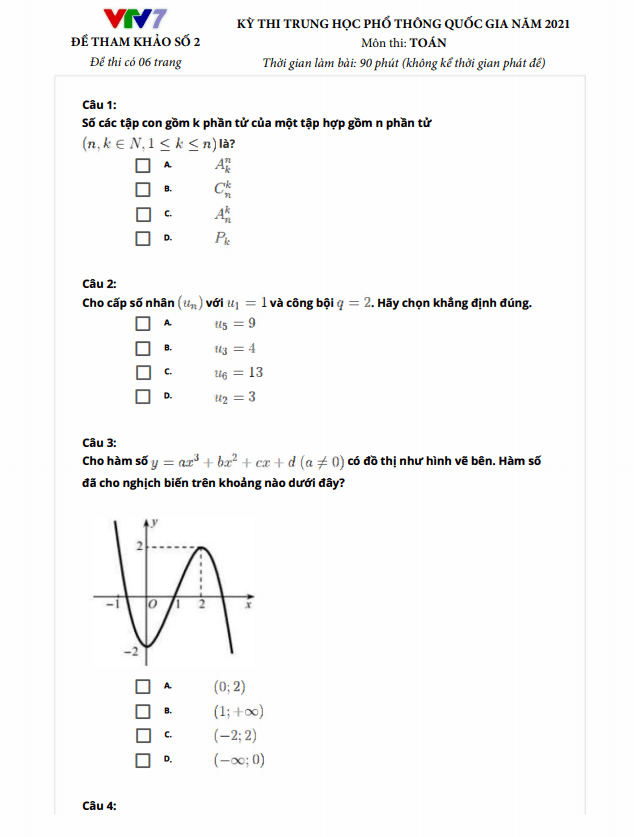 VTV7
KỲ THI TRUNG HỌC PHỔ THÔNG QUỐC GIA NĂM 2021
ĐỀ THAM KHẢO SỐ 2
Môn thi: TOÁN
Đề thi có 06 trang
Thời gian làm bài: 90 phút (không kể thời gian phát đề)
Câu 1:
Số các tập con gồm k phần tử của một tập hợp gồm n phần tử
(n, k ∈ N, 1 ≤ k ≤ n) là?
A. A_k^n
B. C_n^k
C. A_n^k
D. P_k
Câu 2:
Cho cấp số nhân (u_n) với u_1 = 1 và công bội q = 2. Hãy chọn khẳng định đúng.
A. u_5 = 9
B. u_3 = 4
C. u_6 = 13
D. u_2 = 3
Câu 3:
Cho hàm số y = ax^3 + bx^2 + cx + d (a ≠ 0) có đồ thị như hình vẽ bên. Hàm số
đã cho nghịch biến trên khoảng nào dưới đây?
y
2
-1 O 1 2 x
-2
A. (0; 2)
B. (1; +∞)
C. (−2; 2)
D. (−∞; 0)
Câu 4: